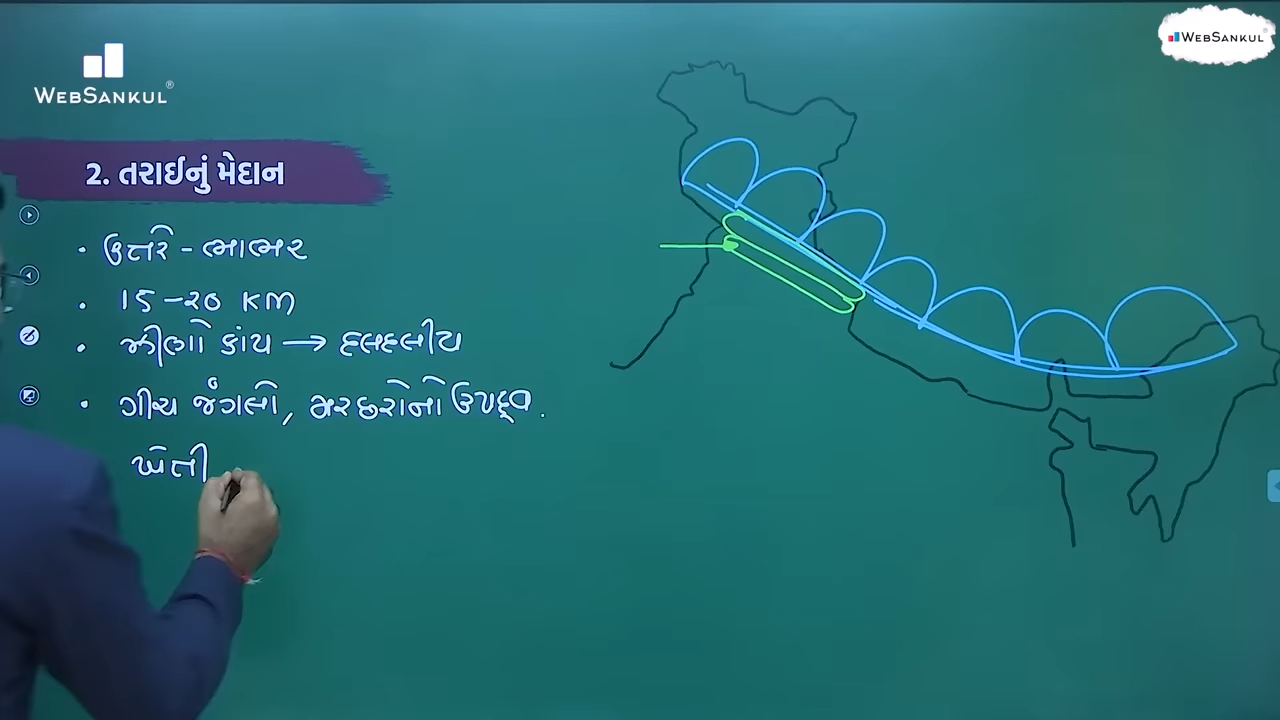 WEBSANKUL®
WEBSANKUL
2. તરાઈનું મેદાન
• ઉત્તરે - ભાભર
• 15-20 KM
• ઝીણો કાંપ → દલદલીય
• ગીચ જંગલો, મચ્છરોનો ઉપદ્રવ.
ખેતી